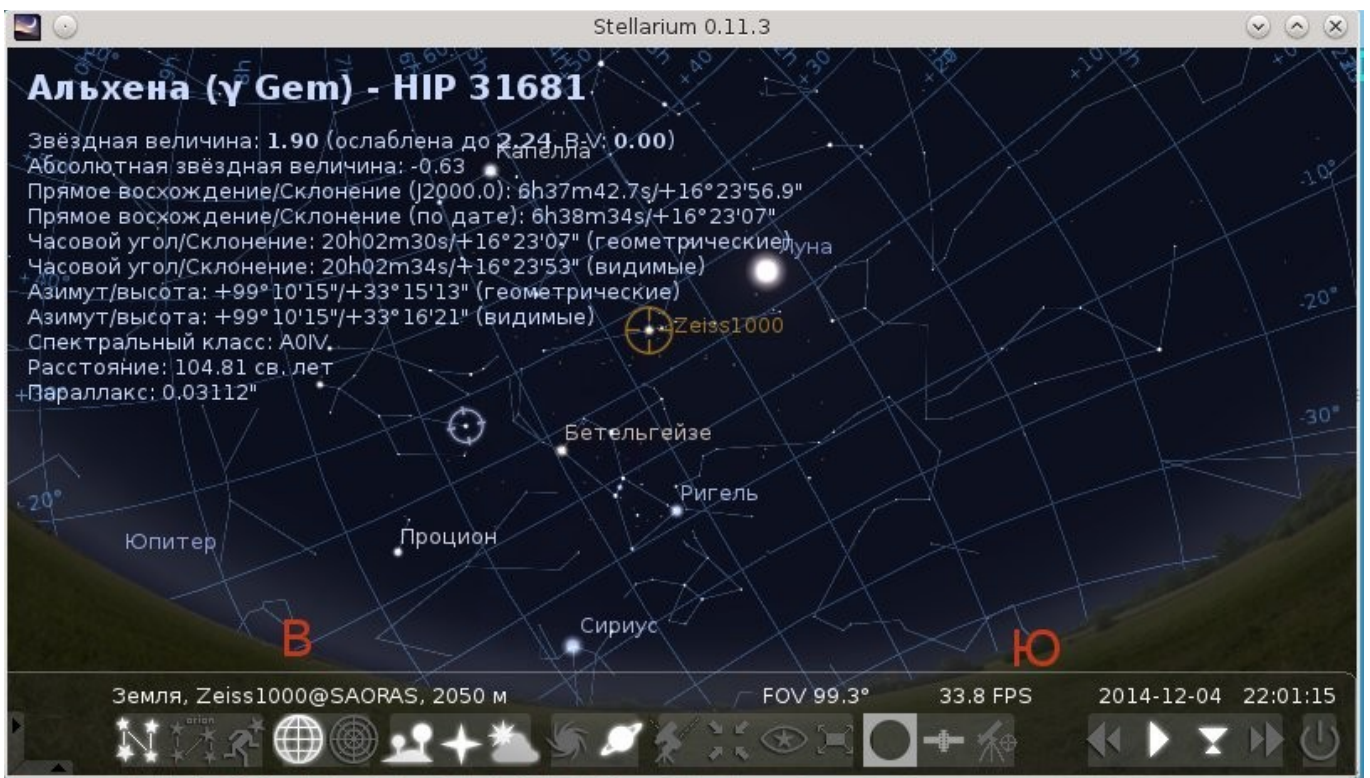 Stellarium 0.11.3
Альхена (γ Gem) - HIP 31681
Звёздная величина: 1.90 (ослаблена до 2.24, B-V: 0.00)
Капелла
Абсолютная звёздная величина: -0.63
Прямое восхождение/Склонение (J2000.0): 6h37m42.7s/+16°23'56.9"
Прямое восхождение/Склонение (по дате): 6h38m34s/+16°23'07"
Часовой угол/Склонение: 20h02m30s/+16°23'07" (геометрические)
Луна
Часовой угол/Склонение: 20h02m34s/+16°23'53" (видимые)
Азимут/высота: +99°10'15"/+33°15'13" (геометрические)
Азимут/высота: +99°10'15"/+33°16'21" (видимые)
Zeiss1000
Спектральный класс: A0IV
Расстояние: 104.81 св. лет
Параллакс: 0.03112"
+40°
+30°
+20°
-10°
-20°
-30°
Бетельгейзе
Ригель
+20°
Юпитер
Процион
Сириус
В
Ю
Земля, Zeiss1000@SAORAS, 2050 м FOV 99.3° 33.8 FPS 2014-12-04 22:01:15